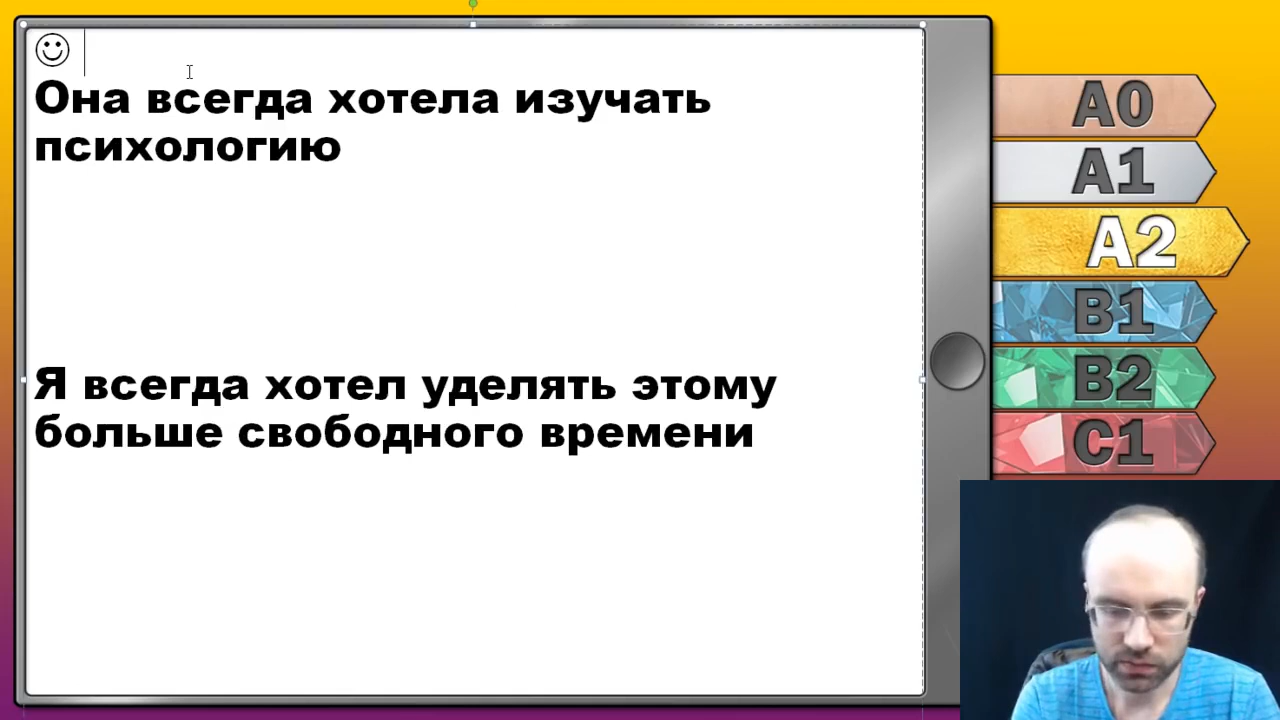 Она всегда хотела изучать
психологию
Я всегда хотел уделять этому
больше свободного времени
A0
A1
A2
B1
B2
C1